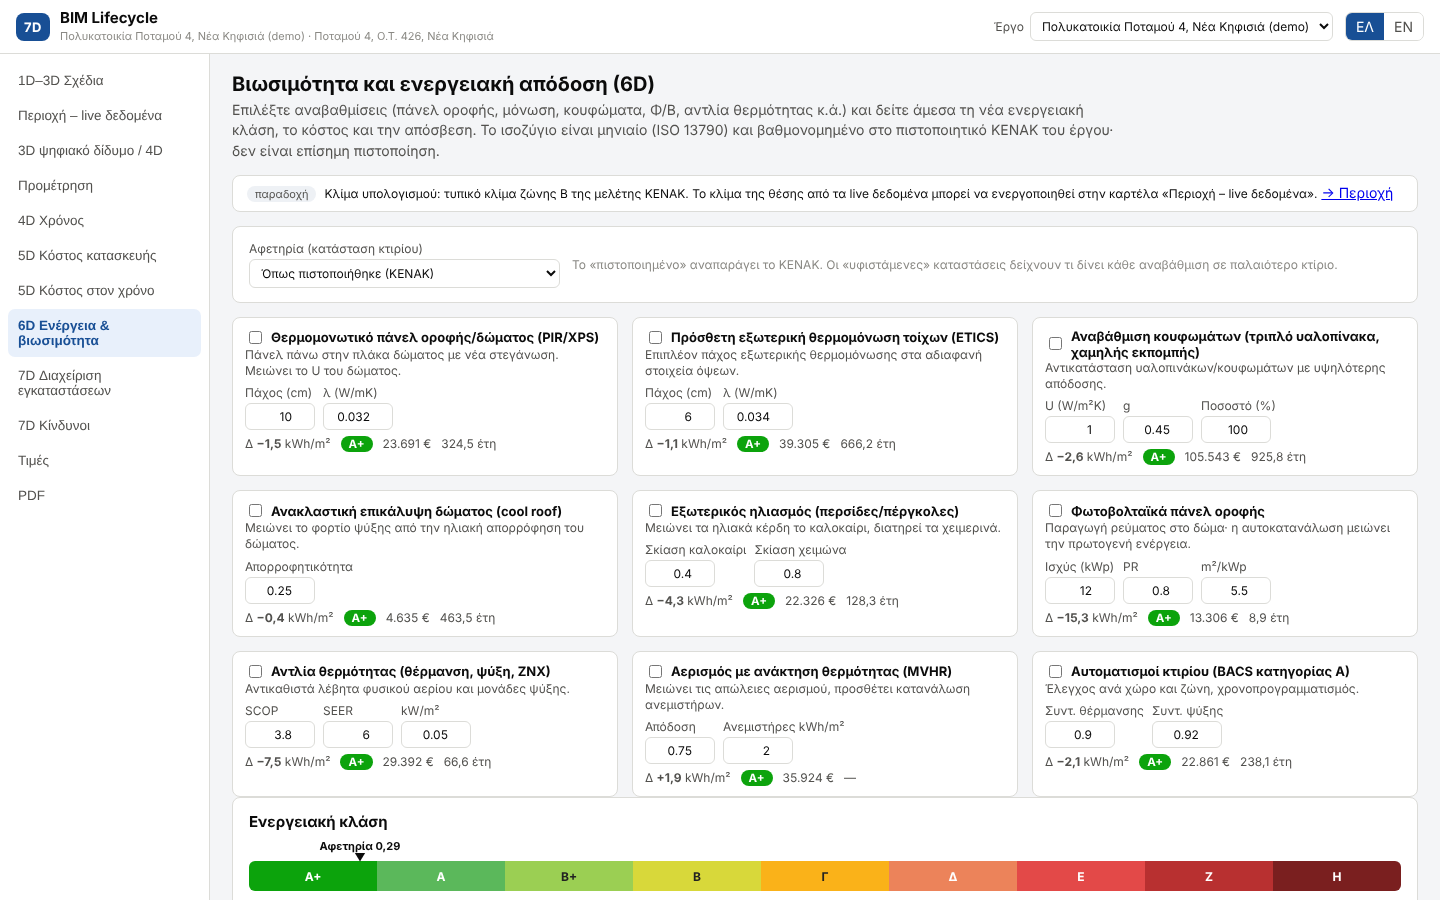 7D
BIM Lifecycle
Πολυκατοικία Ποταμού 4, Νέα Κηφισιά (demo) · Ποταμού 4, Ο.Τ. 426, Νέα Κηφισιά
Έργο
Πολυκατοικία Ποταμού 4, Νέα Κηφισιά (demo)
ΕΛ
EN
1D–3D Σχέδια
Περιοχή – live δεδομένα
3D ψηφιακό δίδυμο / 4D
Προμέτρηση
4D Χρόνος
5D Κόστος κατασκευής
5D Κόστος στον χρόνο
6D Ενέργεια &
βιωσιμότητα
7D Διαχείριση
εγκαταστάσεων
7D Κίνδυνοι
Τιμές
PDF
Βιωσιμότητα και ενεργειακή απόδοση (6D)
Επιλέξτε αναβαθμίσεις (πάνελ οροφής, μόνωση, κουφώματα, Φ/Β, αντλία θερμότητας κ.ά.) και δείτε άμεσα τη νέα ενεργειακή
κλάση, το κόστος και την απόσβεση. Το ισοζύγιο είναι μηνιαίο (ISO 13790) και βαθμονομημένο στο πιστοποιητικό ΚΕΝΑΚ του έργου·
δεν είναι επίσημη πιστοποίηση.
παραδοχή
Κλίμα υπολογισμού: τυπικό κλίμα ζώνης Β της μελέτης ΚΕΝΑΚ. Το κλίμα της θέσης από τα live δεδομένα μπορεί να ενεργοποιηθεί στην καρτέλα «Περιοχή – live δεδομένα». → Περιοχή
Αφετηρία (κατάσταση κτιρίου)
Όπως πιστοποιήθηκε (ΚΕΝΑΚ)
Το «πιστοποιημένο» αναπαράγει το ΚΕΝΑΚ. Οι «υφιστάμενες» καταστάσεις δείχνουν τι δίνει κάθε αναβάθμιση σε παλαιότερο κτίριο.
Θερμομονωτικό πάνελ οροφής/δώματος (PIR/XPS)
Πάνελ πάνω στην πλάκα δώματος με νέα στεγάνωση.
Μειώνει το U του δώματος.
Πάχος (cm) λ (W/mK)
10 0.032
Δ −1,5 kWh/m² A+ 23.691 € 324,5 έτη
Πρόσθετη εξωτερική θερμομόνωση τοίχων (ETICS)
Επιπλέον πάχος εξωτερικής θερμομόνωσης στα αδιαφανή
στοιχεία όψεων.
Πάχος (cm) λ (W/mK)
6 0.034
Δ −1,1 kWh/m² A+ 39.305 € 666,2 έτη
Αναβάθμιση κουφωμάτων (τριπλό υαλοπίνακα,
χαμηλής εκπομπής)
Αντικατάσταση υαλοπινάκων/κουφωμάτων με υψηλότερης
απόδοσης.
U (W/m²K) g Ποσοστό (%)
1 0.45 100
Δ −2,6 kWh/m² A+ 105.543 € 925,8 έτη
Ανακλαστική επικάλυψη δώματος (cool roof)
Μειώνει το φορτίο ψύξης από την ηλιακή απορρόφηση του
δώματος.
Απορροφητικότητα
0.25
Δ −0,4 kWh/m² A+ 4.635 € 463,5 έτη
Εξωτερικός ηλιασμός (περσίδες/πέργκολες)
Μειώνει τα ηλιακά κέρδη το καλοκαίρι, διατηρεί τα χειμερινά.
Σκίαση καλοκαίρι Σκίαση χειμώνα
0.4 0.8
Δ −4,3 kWh/m² A+ 22.326 € 128,3 έτη
Φωτοβολταϊκά πάνελ οροφής
Παραγωγή ρεύματος στο δώμα· η αυτοκατανάλωση μειώνει
την πρωτογενή ενέργεια.
Ισχύς (kWp) PR m²/kWp
12 0.8 5.5
Δ −15,3 kWh/m² A+ 13.306 € 8,9 έτη
Αντλία θερμότητας (θέρμανση, ψύξη, ΖΝΧ)
Αντικαθιστά λέβητα φυσικού αερίου και μονάδες ψύξης.
SCOP SEER kW/m²
3.8 6 0.05
Δ −7,5 kWh/m² A+ 29.392 € 66,6 έτη
Αερισμός με ανάκτηση θερμότητας (MVHR)
Μειώνει τις απώλειες αερισμού, προσθέτει κατανάλωση
ανεμιστήρων.
Απόδοση Ανεμιστήρες kWh/m²
0.75 2
Δ +1,9 kWh/m² A+ 35.924 € —
Αυτοματισμοί κτιρίου (BACS κατηγορίας Α)
Έλεγχος ανά χώρο και ζώνη, χρονοπρογραμματισμός.
Συντ. θέρμανσης Συντ. ψύξης
0.9 0.92
Δ −2,1 kWh/m² A+ 22.861 € 238,1 έτη
Ενεργειακή κλάση
Αφετηρία 0,29
A+ A B+ B Γ Δ E Z H